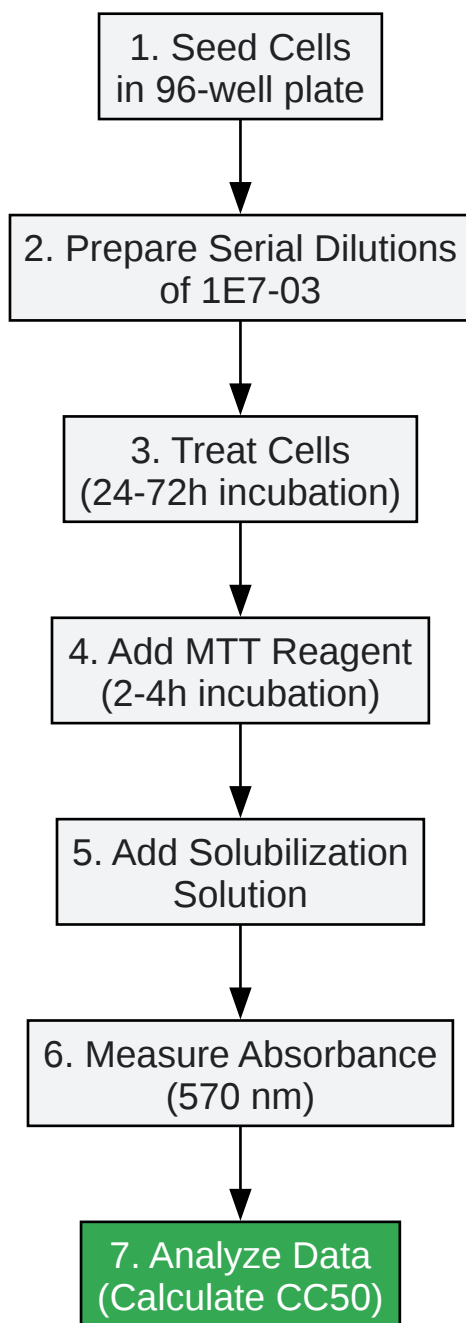 1. Seed Cells
in 96-well plate
2. Prepare Serial Dilutions
of 1E7-03
3. Treat Cells
(24-72h incubation)
4. Add MTT Reagent
(2-4h incubation)
5. Add Solubilization
Solution
6. Measure Absorbance
(570 nm)
7. Analyze Data
(Calculate CC50)